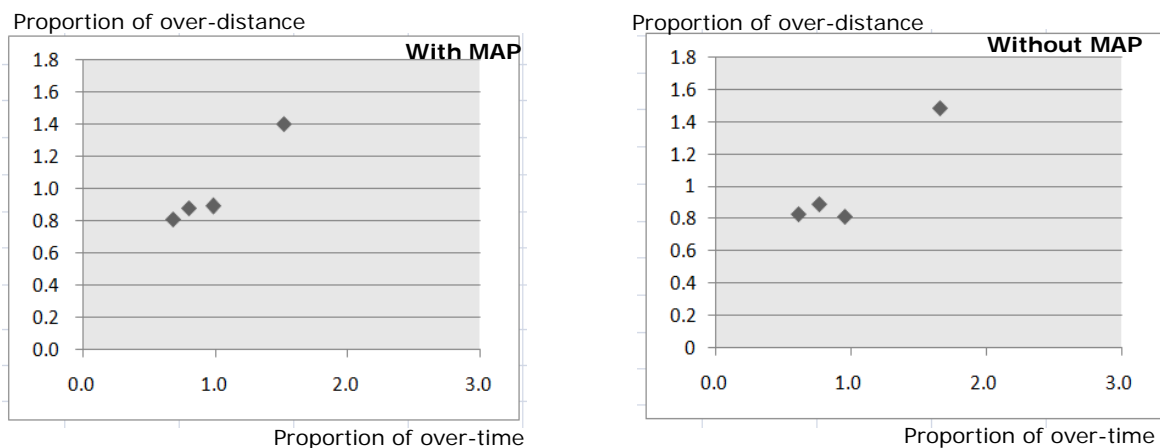 Proportion of over-distance
With MAP
1.8
1.6
1.4
1.2
1.0
0.8
0.6
0.4
0.2
0.0
0.0 1.0 2.0 3.0
Proportion of over-time
Proportion of over-distance
Without MAP
1.8
1.6
1.4
1.2
1
0.8
0.6
0.4
0.2
0
0.0 1.0 2.0 3.0
Proportion of over-time